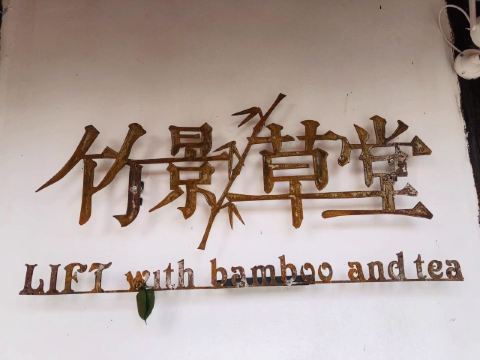 竹影草堂
LIFT with bamboo and tea